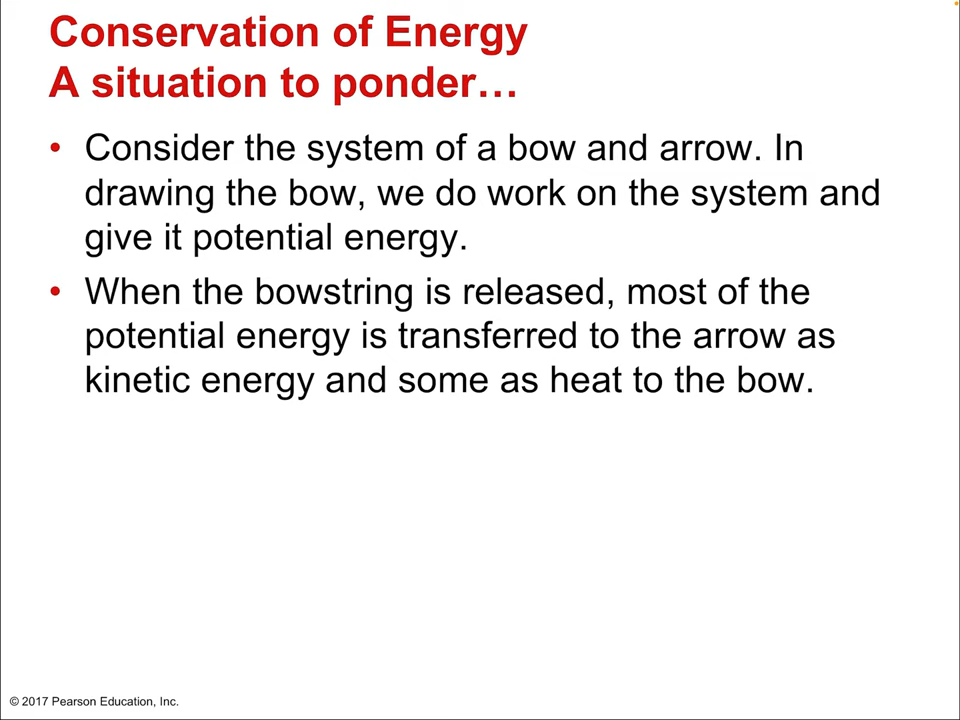 Conservation of Energy
A situation to ponder…
• Consider the system of a bow and arrow. In
drawing the bow, we do work on the system and
give it potential energy.
• When the bowstring is released, most of the
potential energy is transferred to the arrow as
kinetic energy and some as heat to the bow.
© 2017 Pearson Education, Inc.